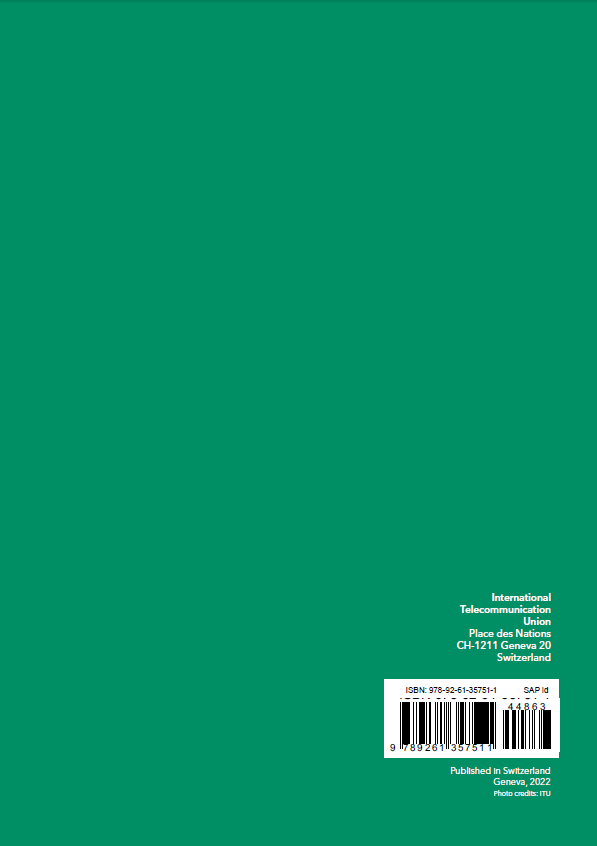 International
Telecommunication
Union
Place des Nations
CH-1211 Geneva 20
Switzerland
ISBN: 978-92-61-35751-1 SAP id
44863
9 789261 357511
Published in Switzerland
Geneva, 2022
Photo credits: ITU